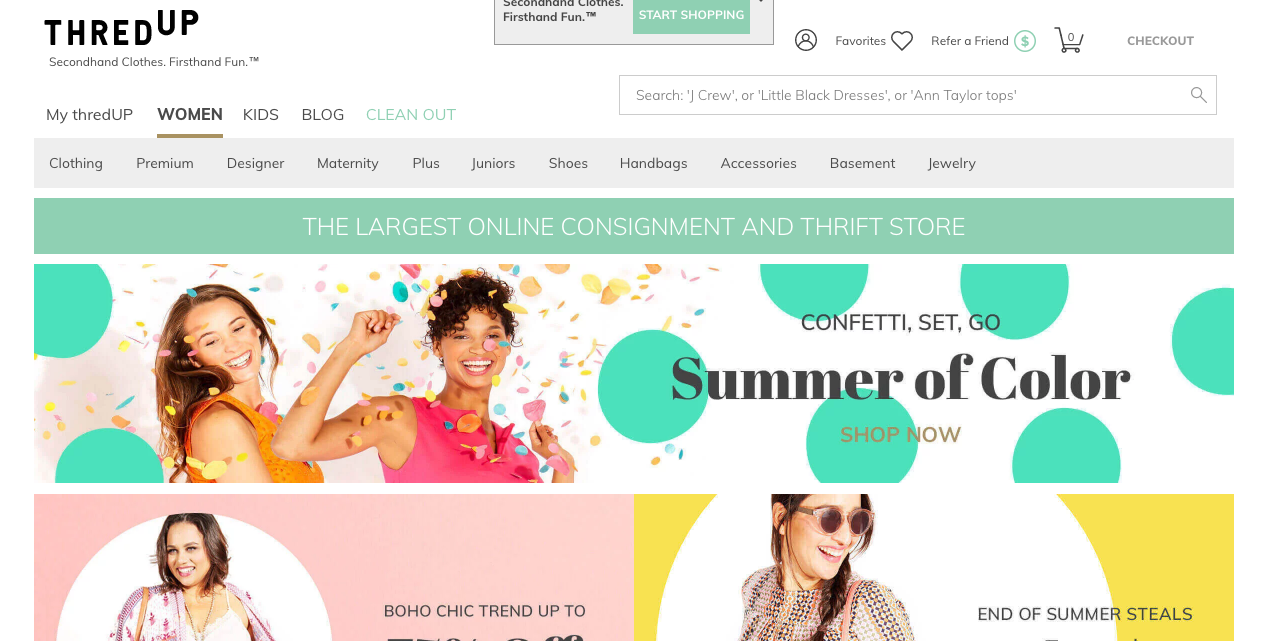 THREDUP
Secondhand Clothes. Firsthand Fun.™
Secondhand Clothes.
Firsthand Fun.™
START SHOPPING
Favorites
Refer a Friend
$
0
CHECKOUT
Search: 'J Crew', or 'Little Black Dresses', or 'Ann Taylor tops'
My thredUP WOMEN KIDS BLOG CLEAN OUT
Clothing Premium Designer Maternity Plus Juniors Shoes Handbags Accessories Basement Jewelry
THE LARGEST ONLINE CONSIGNMENT AND THRIFT STORE
CONFETTI, SET, GO
Summer of Color
SHOP NOW
BOHO CHIC TREND UP TO
END OF SUMMER STEALS